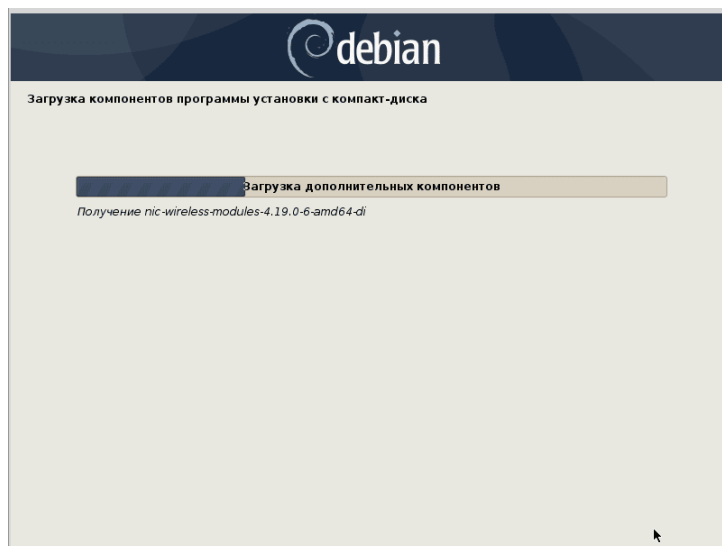 debian
Загрузка компонентов программы установки с компакт-диска
Загрузка дополнительных компонентов
Получение nic-wireless-modules-4.19.0-6-amd64-di